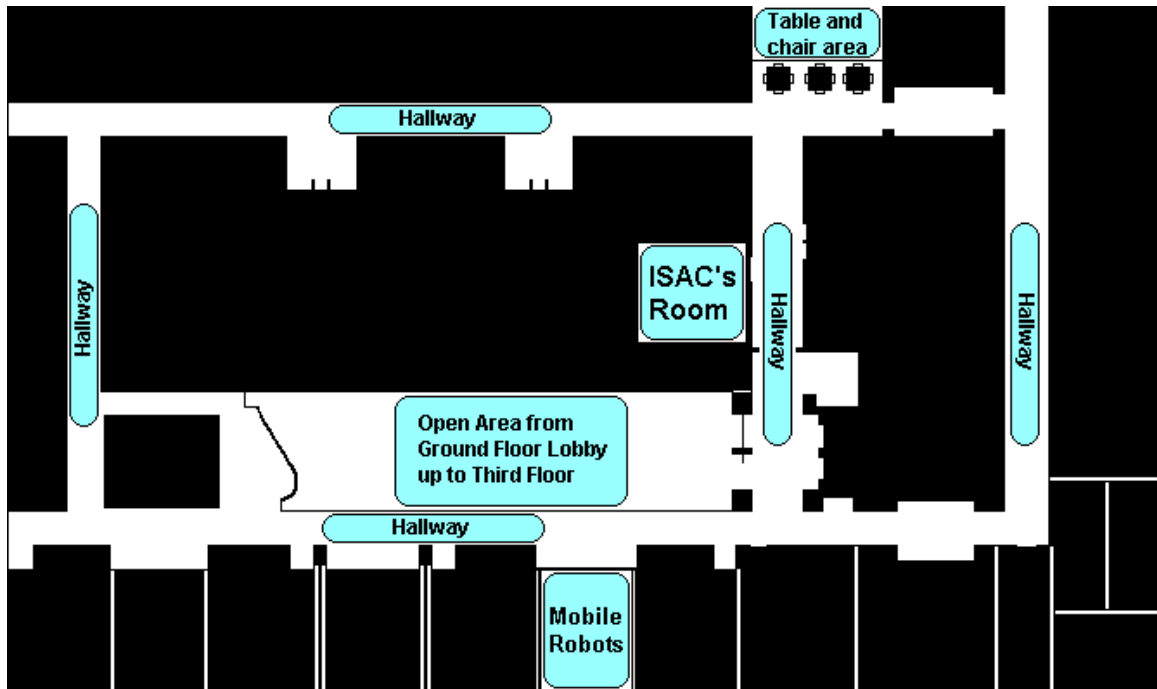 Table and
chair area
Hallway
Hallway
ISAC's
Room
Hallway
Hallway
Open Area from
Ground Floor Lobby
up to Third Floor
Hallway
Mobile
Robots